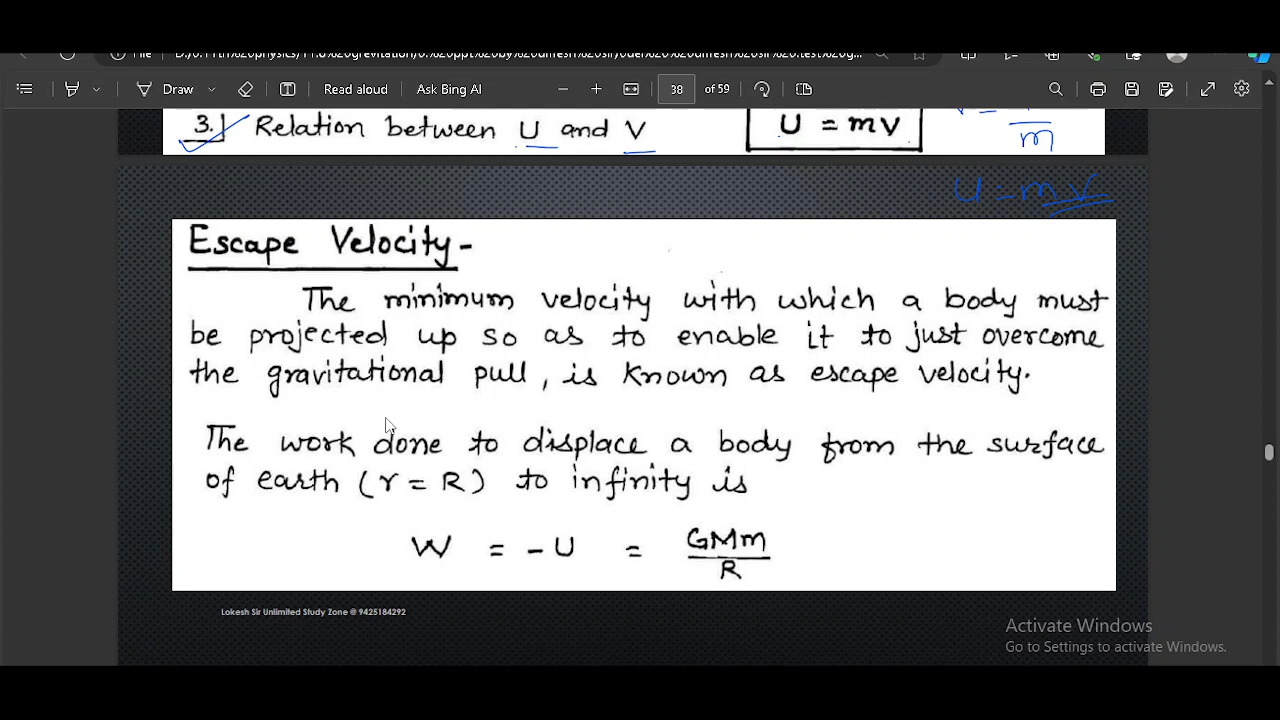 Read aloud
Ask Bing AI
Draw
38 of 59
3. Relation between U and V
U = mV
m
U = mV
Escape Velocity -
The minimum velocity with which a body must
be projected up so as to enable it to just overcome
the gravitational pull, is known as escape velocity.
The work done to displace a body from the surface
of earth (r = R) to infinity is
W = - U = GMm
R
Lokesh Sir Unlimited Study Zone @ 9425184292
Activate Windows
Go to Settings to activate Windows.